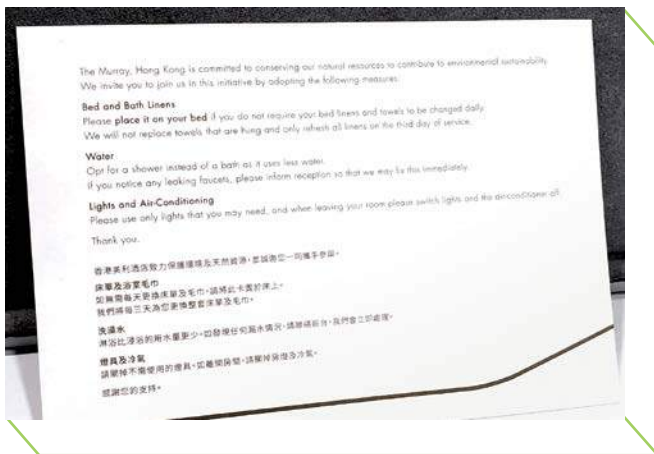 The Murray, Hong Kong is committed to conserving our natural resources to contribute to environmental sustainability.
We invite you to join us in this initiative by adopting the following measures:
Bed and Bath Linens
Please place it on your bed if you do not require your bed linens and towels to be changed daily.
We will not replace towels that are hung and only refresh all linens on the third day of service.
Water
Opt for a shower instead of a bath as it uses less water.
If you notice any leaking faucets, please inform reception so that we may fix this immediately.
Lights and Air-Conditioning
Please use only lights that you may need, and when leaving your room please switch lights and the air-conditioner off.
Thank you.
香港美利酒店致力保護環境及天然資源，並誠邀您一同攜手參與。
床單及浴室毛巾
如無需每天更換床單及毛巾，請將此卡置於床上。
我們將每三天為您更換整套床單及毛巾。
洗澡水
淋浴比浸浴的用水量更少。如發現任何漏水情況，請聯絡前台，我們會立即處理。
燈具及冷氣
請關掉不需使用的燈具。如離開房間，請關掉房燈及冷氣。
感謝您的支持。